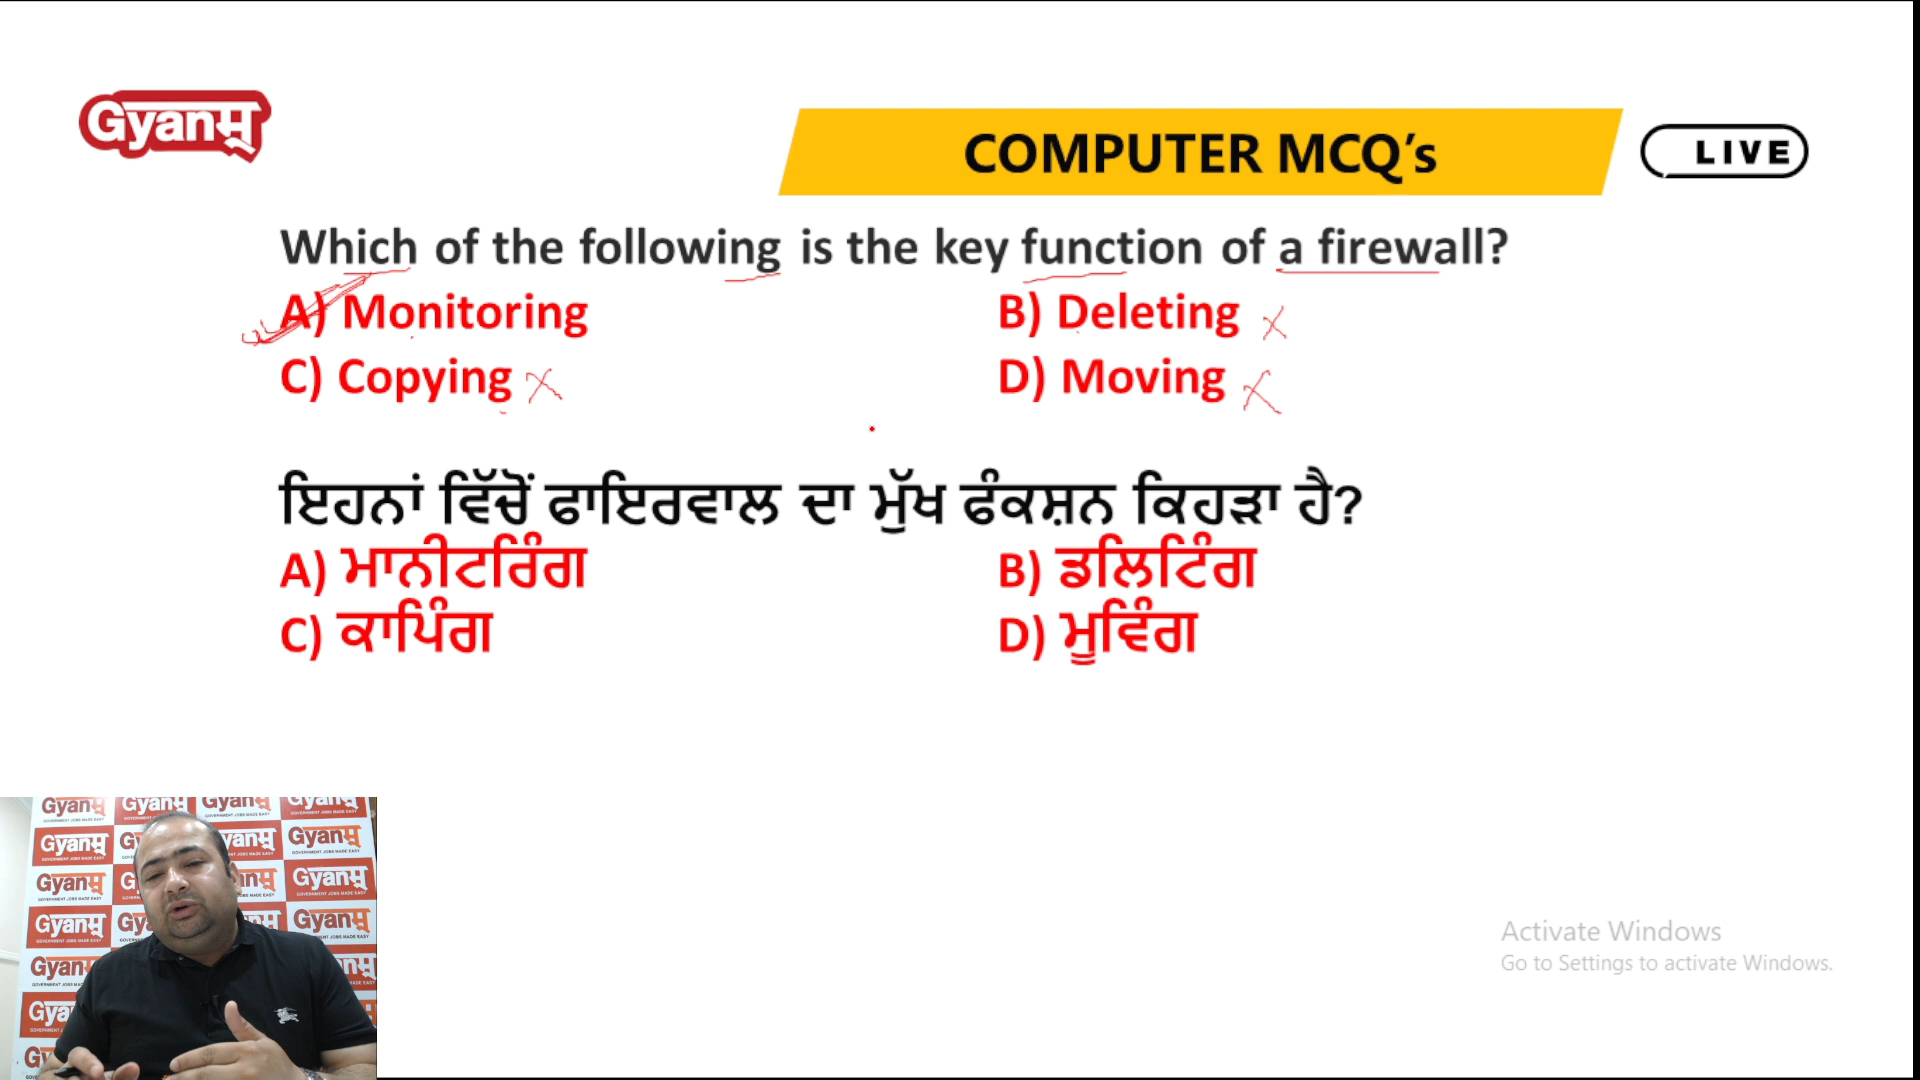 Gyanਸ੍ਰ
COMPUTER MCQ’s
LIVE
Which of the following is the key function of a firewall?
A) Monitoring B) Deleting
C) Copying D) Moving
ਇਹਨਾਂ ਵਿੱਚੋਂ ਫਾਇਰਵਾਲ ਦਾ ਮੁੱਖ ਫੰਕਸ਼ਨ ਕਿਹੜਾ ਹੈ?
A) ਮਾਨੀਟਰਿੰਗ B) ਡਲਿਟਿੰਗ
C) ਕਾਪਿੰਗ D) ਮੂਵਿੰਗ
Activate Windows
Go to Settings to activate Windows.